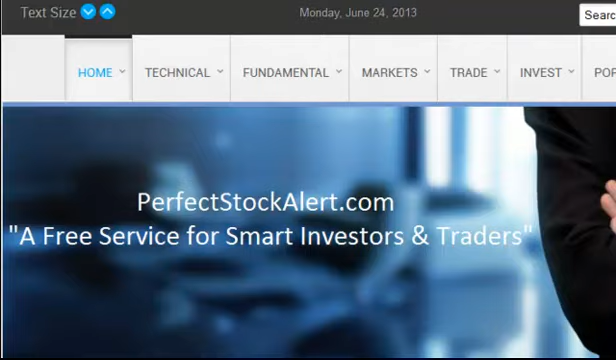 Text Size
Monday, June 24, 2013
HOME TECHNICAL FUNDAMENTAL MARKETS TRADE INVEST
PerfectStockAlert.com
"A Free Service for Smart Investors & Traders"